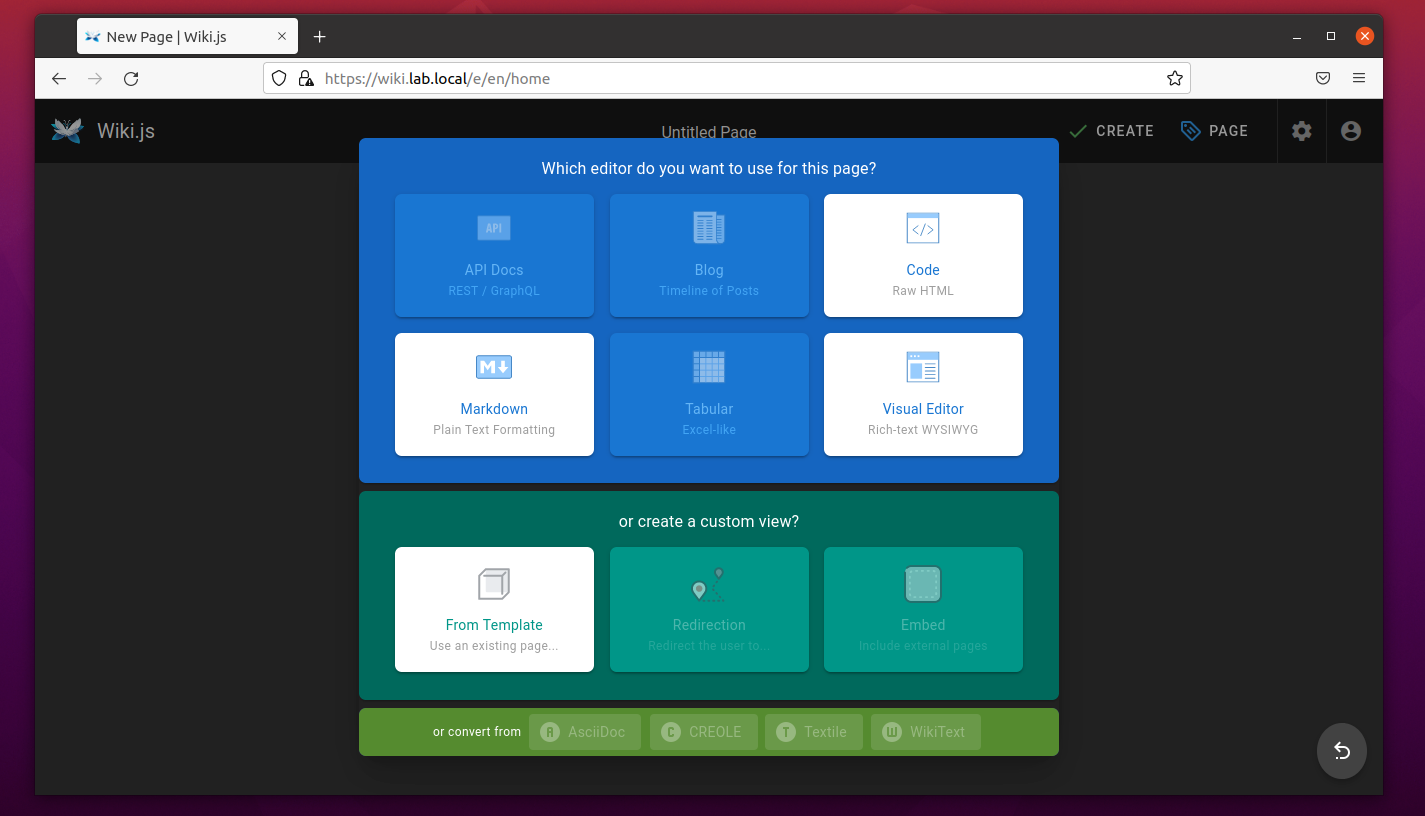 New Page | Wiki.js
https://wiki.lab.local/e/en/home
Wiki.js
Untitled Page
CREATE
PAGE
Which editor do you want to use for this page?
API
API Docs
REST / GraphQL
Blog
Timeline of Posts
</>
Code
Raw HTML
M
Markdown
Plain Text Formatting
Tabular
Excel-like
Visual Editor
Rich-text WYSIWYG
or create a custom view?
From Template
Use an existing page...
Redirection
Redirect the user to...
Embed
Include external pages
or convert from
A AsciiDoc
C CREOLE
T Textile
W WikiText